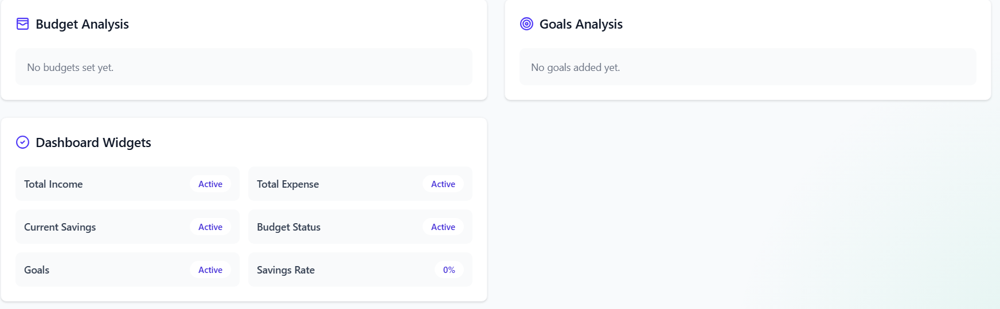 Budget Analysis
No budgets set yet.
Goals Analysis
No goals added yet.
Dashboard Widgets
Total Income Active
Total Expense Active
Current Savings Active
Budget Status Active
Goals Active
Savings Rate 0%